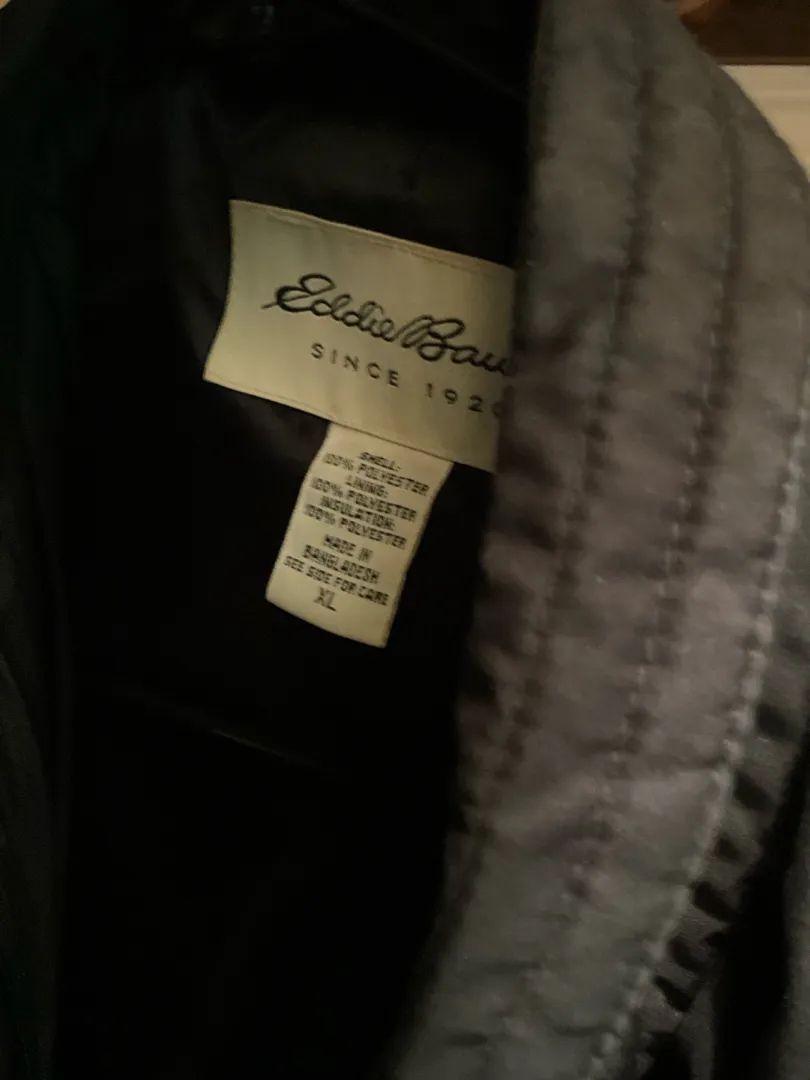 Eddie Bau
SINCE 192
SHELL:
100% POLYESTER
LINING:
100% POLYESTER
INSULATION:
100% POLYESTER
MADE IN
BANGLADESH
SEE SIDE FOR CARE
XL